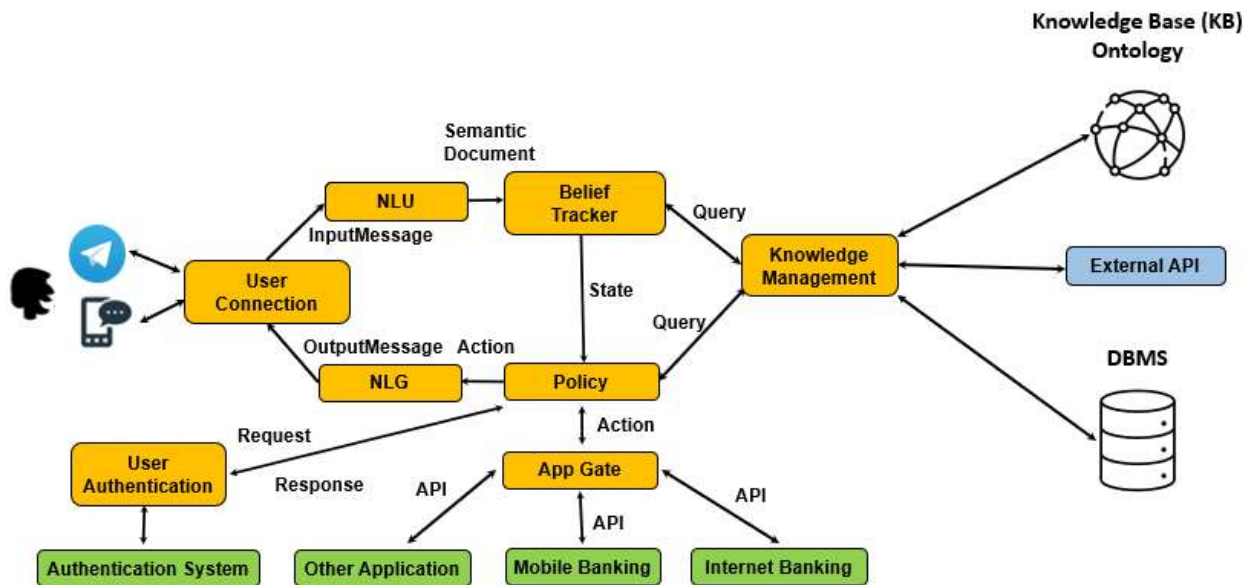 Knowledge Base (KB)
Ontology
Semantic
Document
NLU
Belief
Tracker
Query
InputMessage
Knowledge
Management
External API
User
Connection
State
Query
OutputMessage
Action
DBMS
NLG
Policy
Request
Action
User
Authentication
Response
API
App Gate
API
API
Authentication System
Other Application
Mobile Banking
Internet Banking